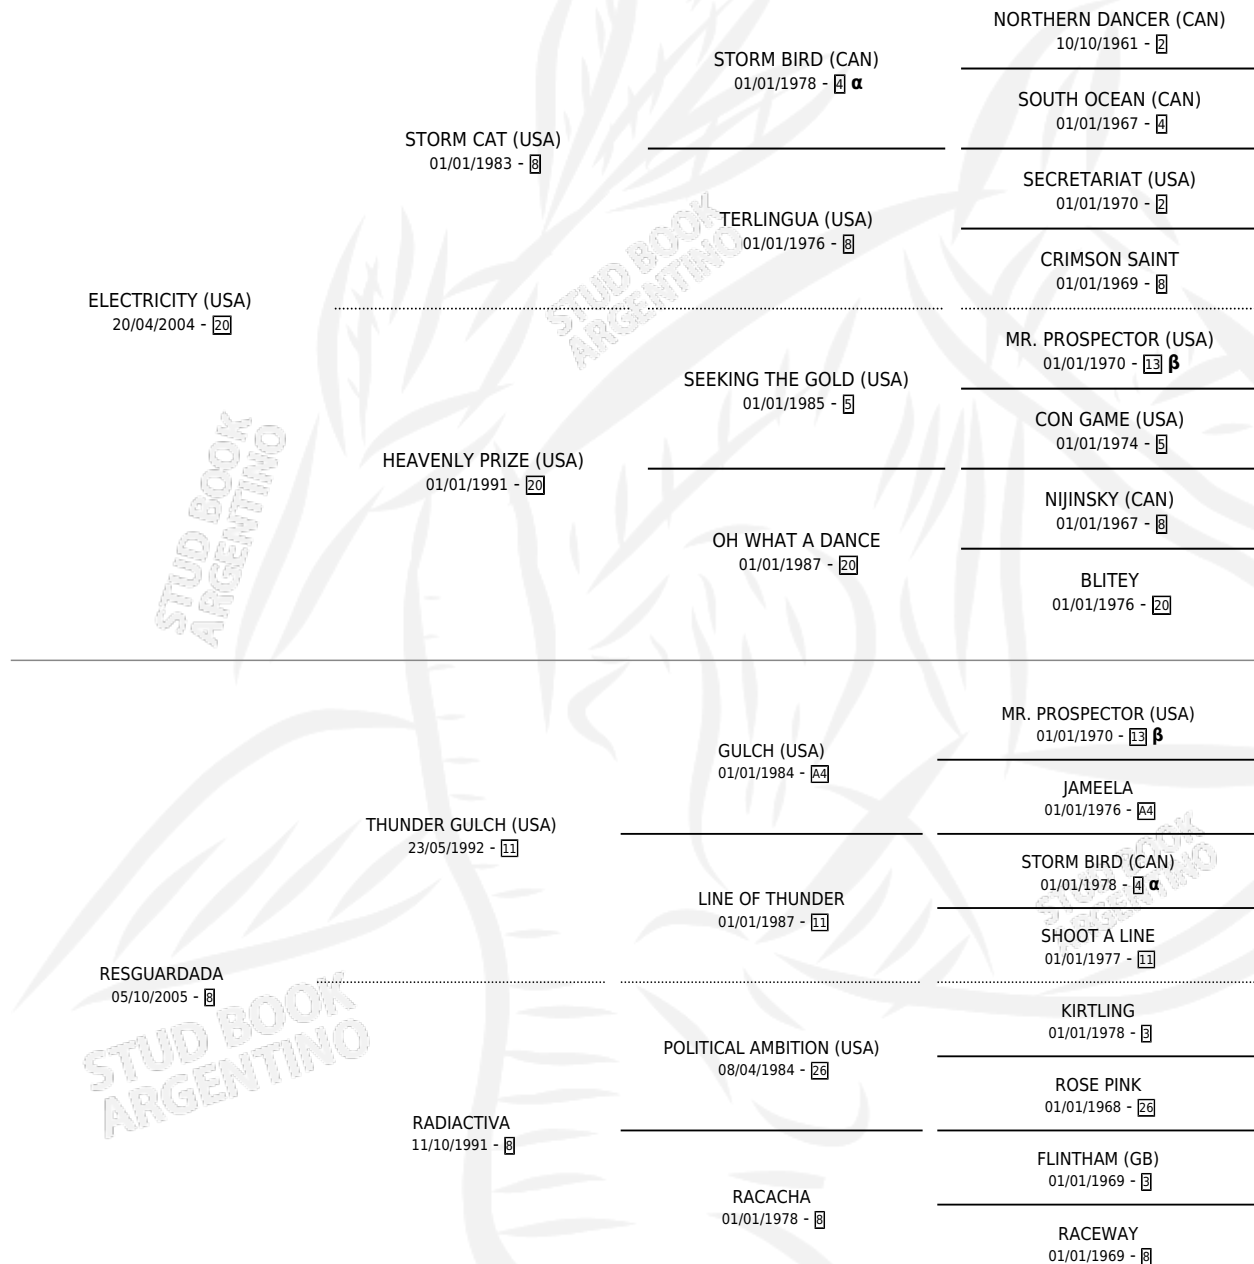 NORTHERN DANCER (CAN)
10/10/1961 - 2
STORM BIRD (CAN)
01/01/1978 - 4 α
SOUTH OCEAN (CAN)
01/01/1967 - 4
STORM CAT (USA)
01/01/1983 - 8
SECRETARIAT (USA)
01/01/1970 - 2
TERLINGUA (USA)
01/01/1976 - 8
CRIMSON SAINT
01/01/1969 - 8
ELECTRICITY (USA)
20/04/2004 - 20
MR. PROSPECTOR (USA)
01/01/1970 - 13 β
SEEKING THE GOLD (USA)
01/01/1985 - 5
CON GAME (USA)
01/01/1974 - 5
HEAVENLY PRIZE (USA)
01/01/1991 - 20
NIJINSKY (CAN)
01/01/1967 - 8
OH WHAT A DANCE
01/01/1987 - 20
BLITEY
01/01/1976 - 20
MR. PROSPECTOR (USA)
01/01/1970 - 13 β
GULCH (USA)
01/01/1984 - A4
JAMEELA
01/01/1976 - A4
THUNDER GULCH (USA)
23/05/1992 - 11
STORM BIRD (CAN)
01/01/1978 - 4 α
LINE OF THUNDER
01/01/1987 - 11
SHOOT A LINE
01/01/1977 - 11
RESGUARDADA
05/10/2005 - 8
KIRTLING
01/01/1978 - 3
POLITICAL AMBITION (USA)
08/04/1984 - 26
ROSE PINK
01/01/1968 - 26
RADIACTIVA
11/10/1991 - 8
FLINTHAM (GB)
01/01/1969 - 3
RACACHA
01/01/1978 - 8
RACEWAY
01/01/1969 - 8
STUD BOOK
ARGENTINO
STUD BOOK
ARGENTINO
STUD BOOK
ARGENTINO
STUD BOOK
ARGENTINO